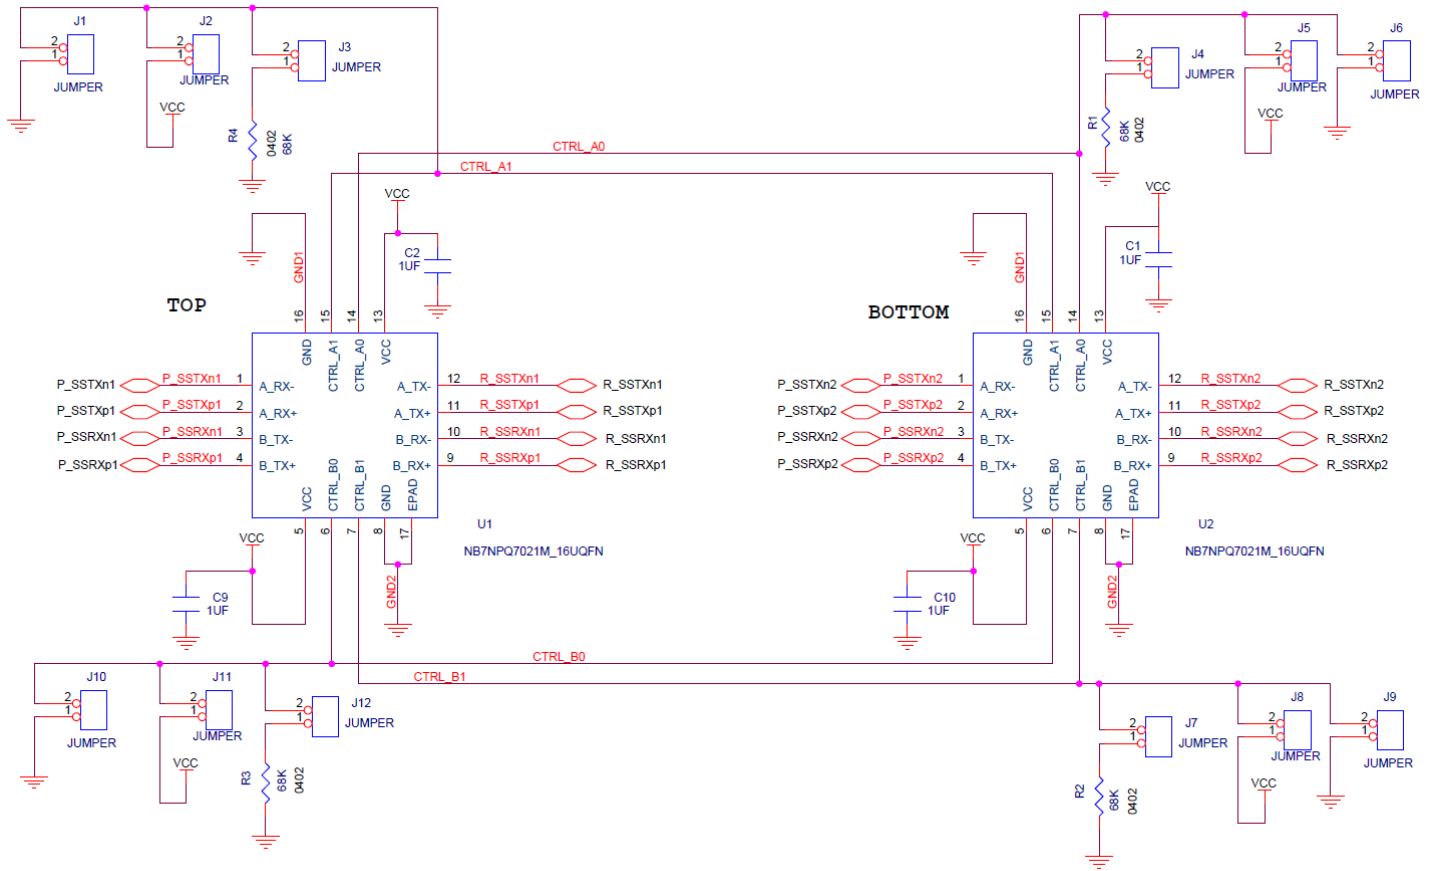 J1
2
1
JUMPER
J2
2
1
JUMPER
VCC
J3
2
1
JUMPER
R4
0402
68K
J4
2
1
JUMPER
R1
68K
0402
J5
2
1
JUMPER
VCC
J6
2
1
JUMPER
CTRL_A0
CTRL_A1
VCC
C2
1UF
GND1
TOP
16
15
14
13
GND
CTRL_A1
CTRL_A0
VCC
P_SSTXn1
P_SSTXn1
1
A_RX-
A_TX-
12
R_SSTXn1
R_SSTXn1
P_SSTXp1
P_SSTXp1
2
A_RX+
A_TX+
11
R_SSTXp1
R_SSTXp1
P_SSRXn1
P_SSRXn1
3
B_TX-
B_RX-
10
R_SSRXn1
R_SSRXn1
P_SSRXp1
P_SSRXp1
4
B_TX+
B_RX+
9
R_SSRXp1
R_SSRXp1
VCC
CTRL_B0
CTRL_B1
GND
EPAD
5
6
7
8
17
U1
NB7NPQ7021M_16UQFN
VCC
C9
1UF
GND2
VCC
C1
1UF
GND1
BOTTOM
16
15
14
13
GND
CTRL_A1
CTRL_A0
VCC
P_SSTXn2
P_SSTXn2
1
A_RX-
A_TX-
12
R_SSTXn2
R_SSTXn2
P_SSTXp2
P_SSTXp2
2
A_RX+
A_TX+
11
R_SSTXp2
R_SSTXp2
P_SSRXn2
P_SSRXn2
3
B_TX-
B_RX-
10
R_SSRXn2
R_SSRXn2
P_SSRXp2
P_SSRXp2
4
B_TX+
B_RX+
9
R_SSRXp2
R_SSRXp2
VCC
CTRL_B0
CTRL_B1
GND
EPAD
5
6
7
8
17
U2
NB7NPQ7021M_16UQFN
VCC
C10
1UF
GND2
CTRL_B0
CTRL_B1
J10
2
1
JUMPER
J11
2
1
JUMPER
VCC
J12
2
1
JUMPER
R3
68K
0402
J7
2
1
JUMPER
R2
68K
0402
J8
2
1
JUMPER
VCC
J9
2
1
JUMPER